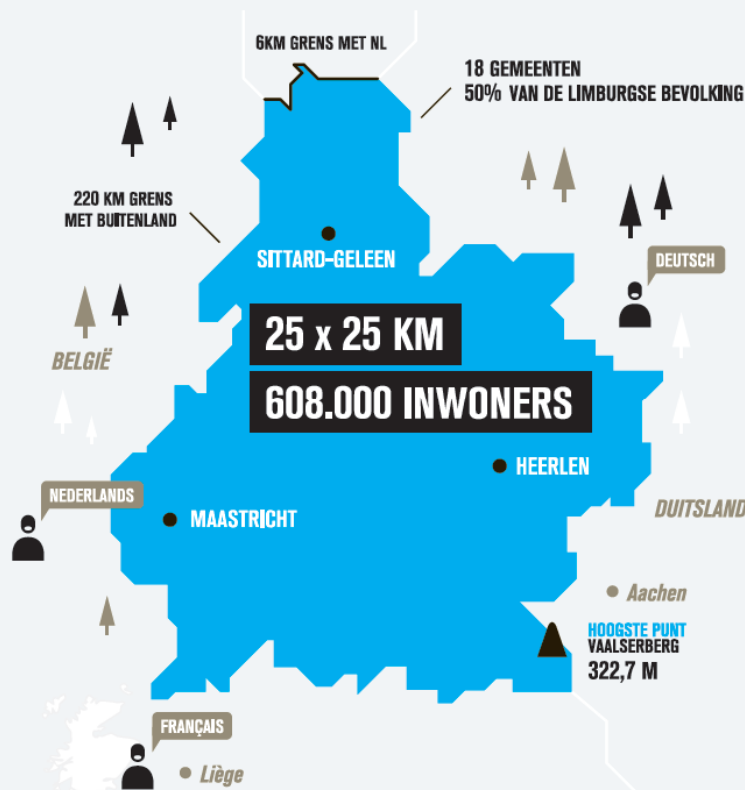 6KM GRENS MET NL
18 GEMEENTEN
50% VAN DE LIMBURGSE BEVOLKING
220 KM GRENS
MET BUITENLAND
SITTARD-GELEEN
DEUTSCH
25 x 25 KM
BELGIË
608.000 INWONERS
HEERLEN
NEDERLANDS
MAASTRICHT
DUITSLAND
Aachen
HOOGSTE PUNT
VAALSERBERG
322,7 M
FRANÇAIS
Liège